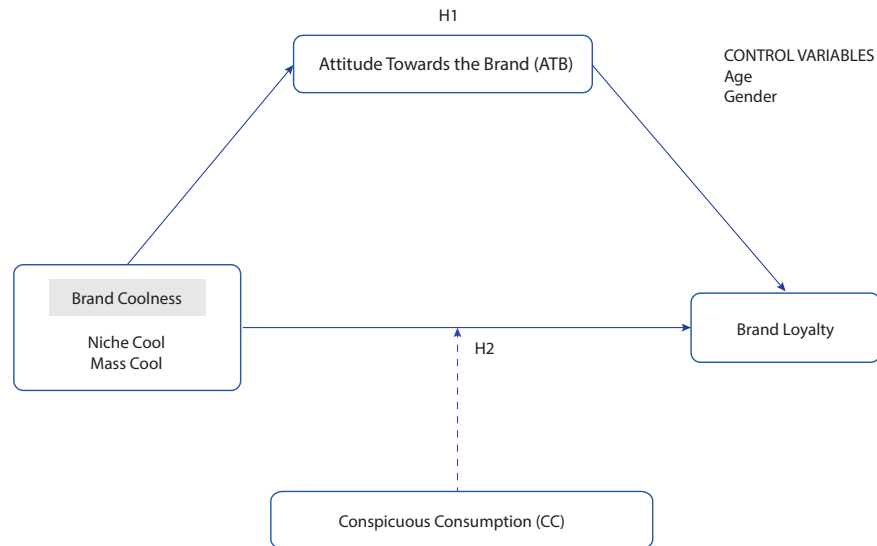 H1
Attitude Towards the Brand (ATB)
CONTROL VARIABLES
Age
Gender
Brand Coolness
Niche Cool
Mass Cool
Brand Loyalty
H2
Conspicuous Consumption (CC)